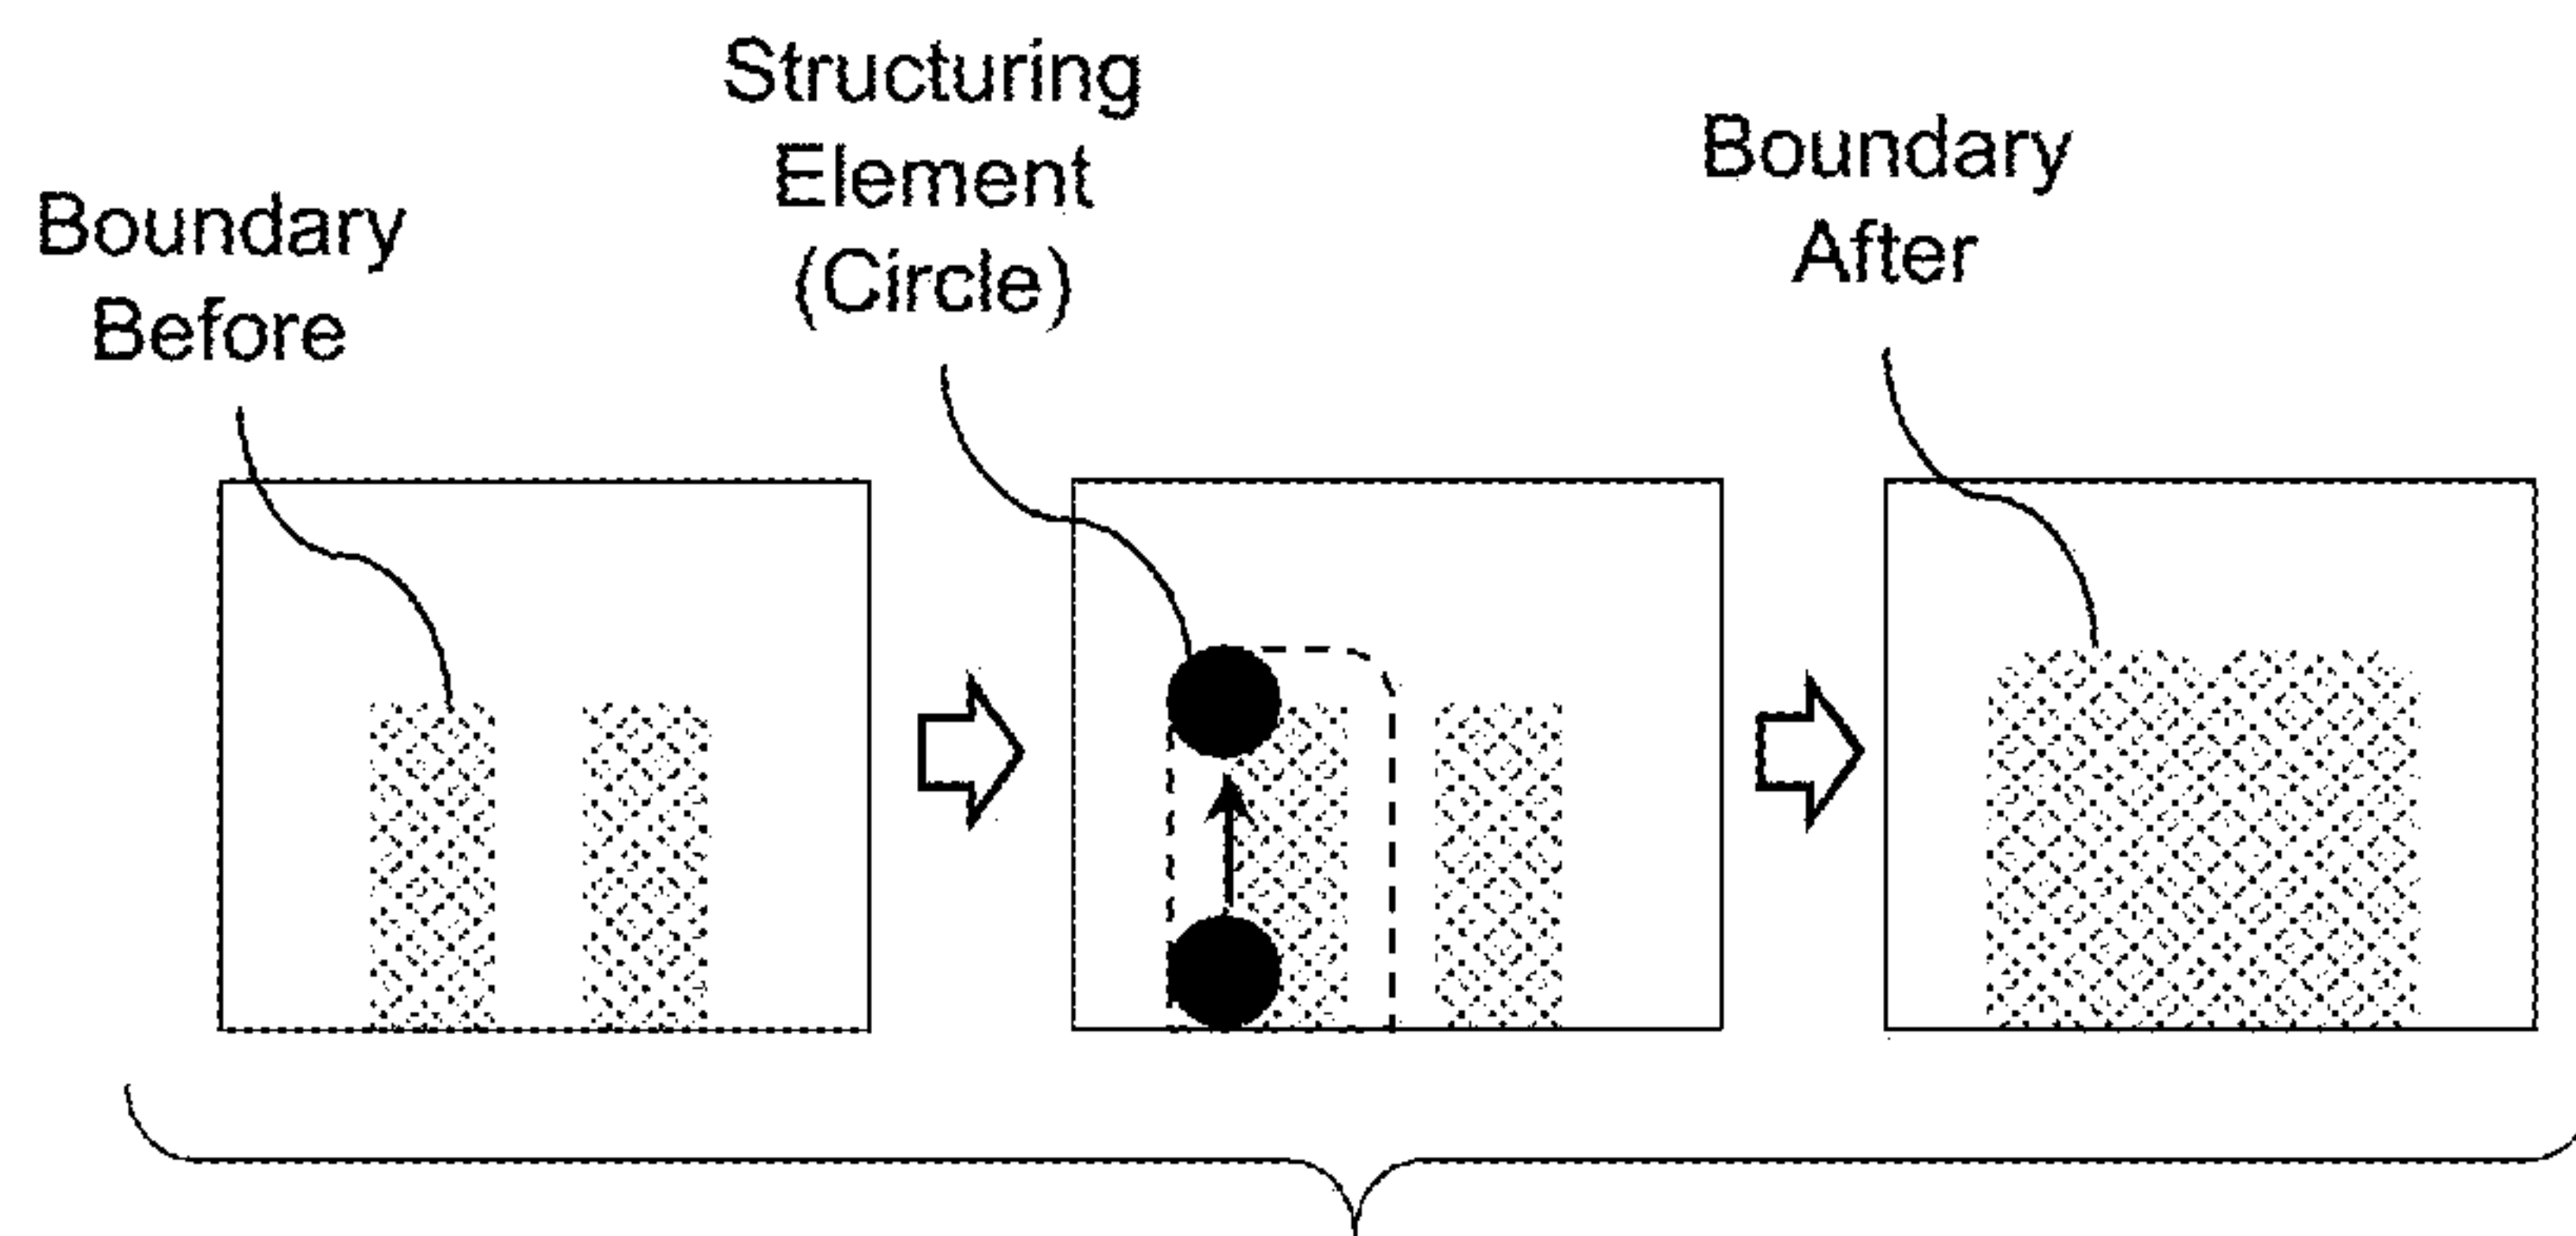 Structuring
Element
(Circle)
Boundary
After
Boundary
Before